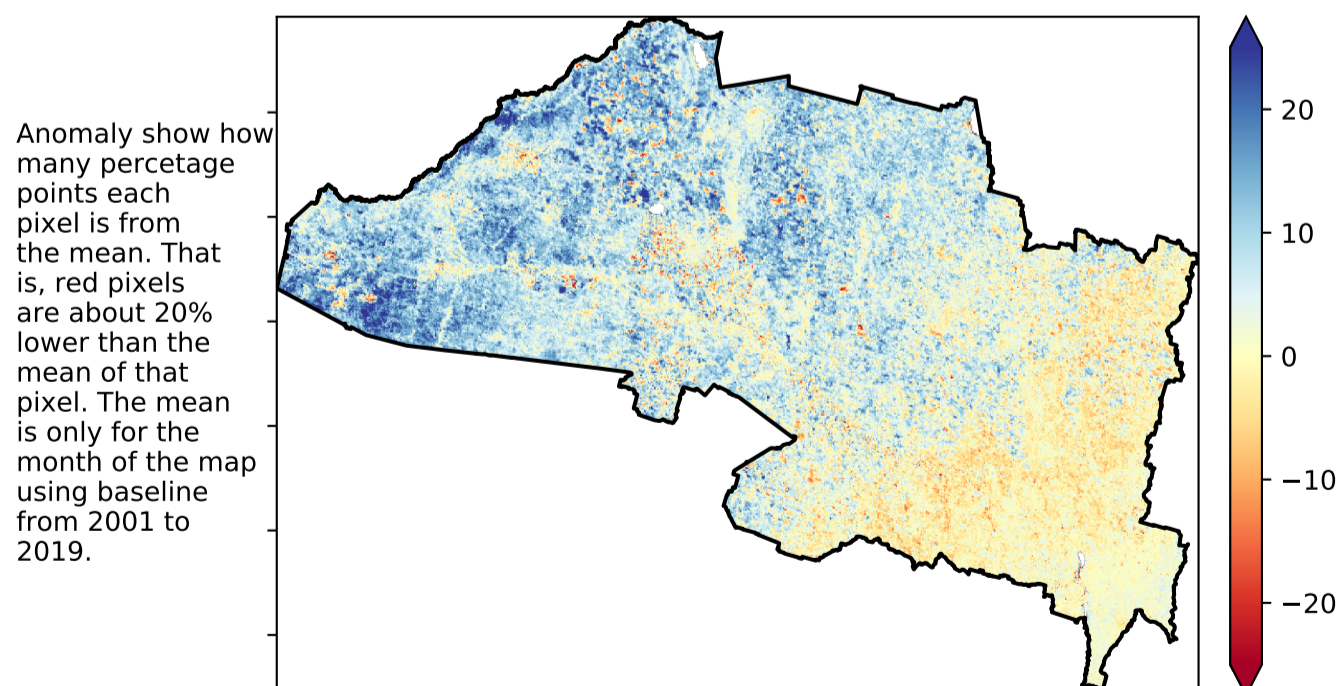 Anomaly show how
many percetage
points each
pixel is from
the mean. That
is, red pixels
are about 20%
lower than the
mean of that
pixel. The mean
is only for the
month of the map
using baseline
from 2001 to
2019.
20
10
0
−10
−20